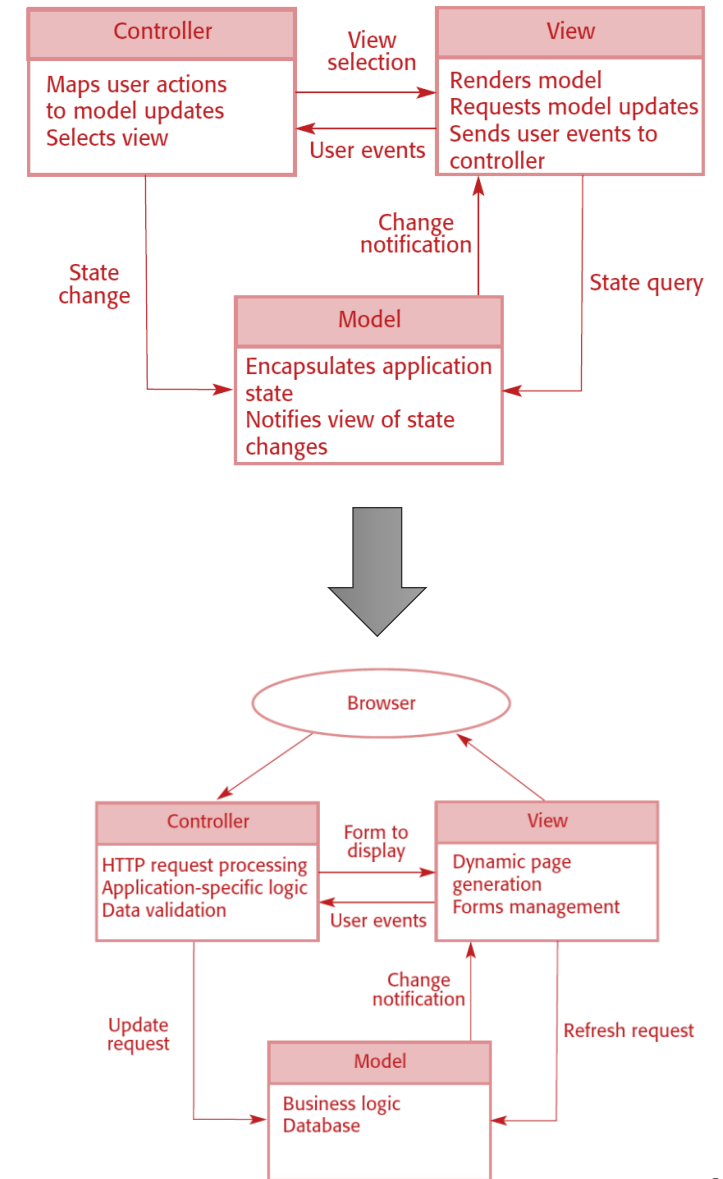 Controller
Maps user actions
to model updates
Selects view
View
selection
User events
View
Renders model
Requests model updates
Sends user events to
controller
State
change
Change
notification
State query
Model
Encapsulates application
state
Notifies view of state
changes
Browser
Controller
HTTP request processing
Application-specific logic
Data validation
Form to
display
User events
View
Dynamic page
generation
Forms management
Update
request
Change
notification
Refresh request
Model
Business logic
Database